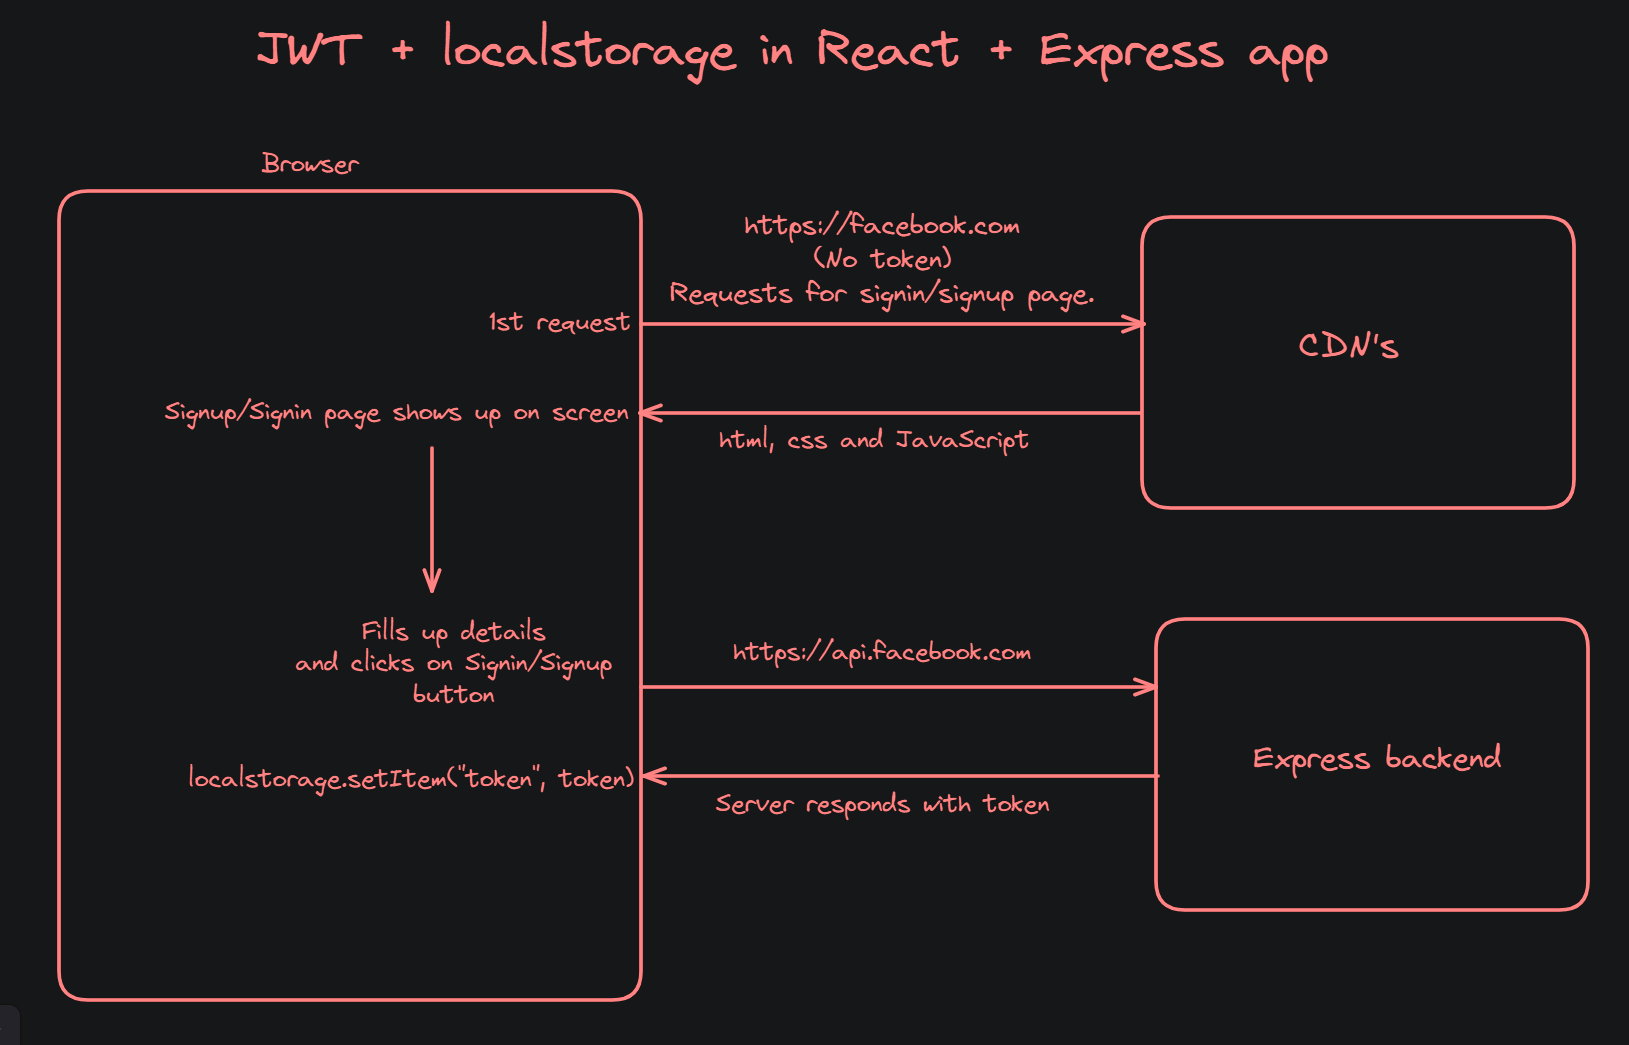 JWT + localstorage in React + Express app
Browser
https://facebook.com
(No token)
Requests for signin/signup page.
1st request
CDN's
Signup/Signin page shows up on screen
html, css and JavaScript
Fills up details
and clicks on Signin/Signup
button
https://api.facebook.com
Express backend
localstorage.setItem("token", token)
Server responds with token